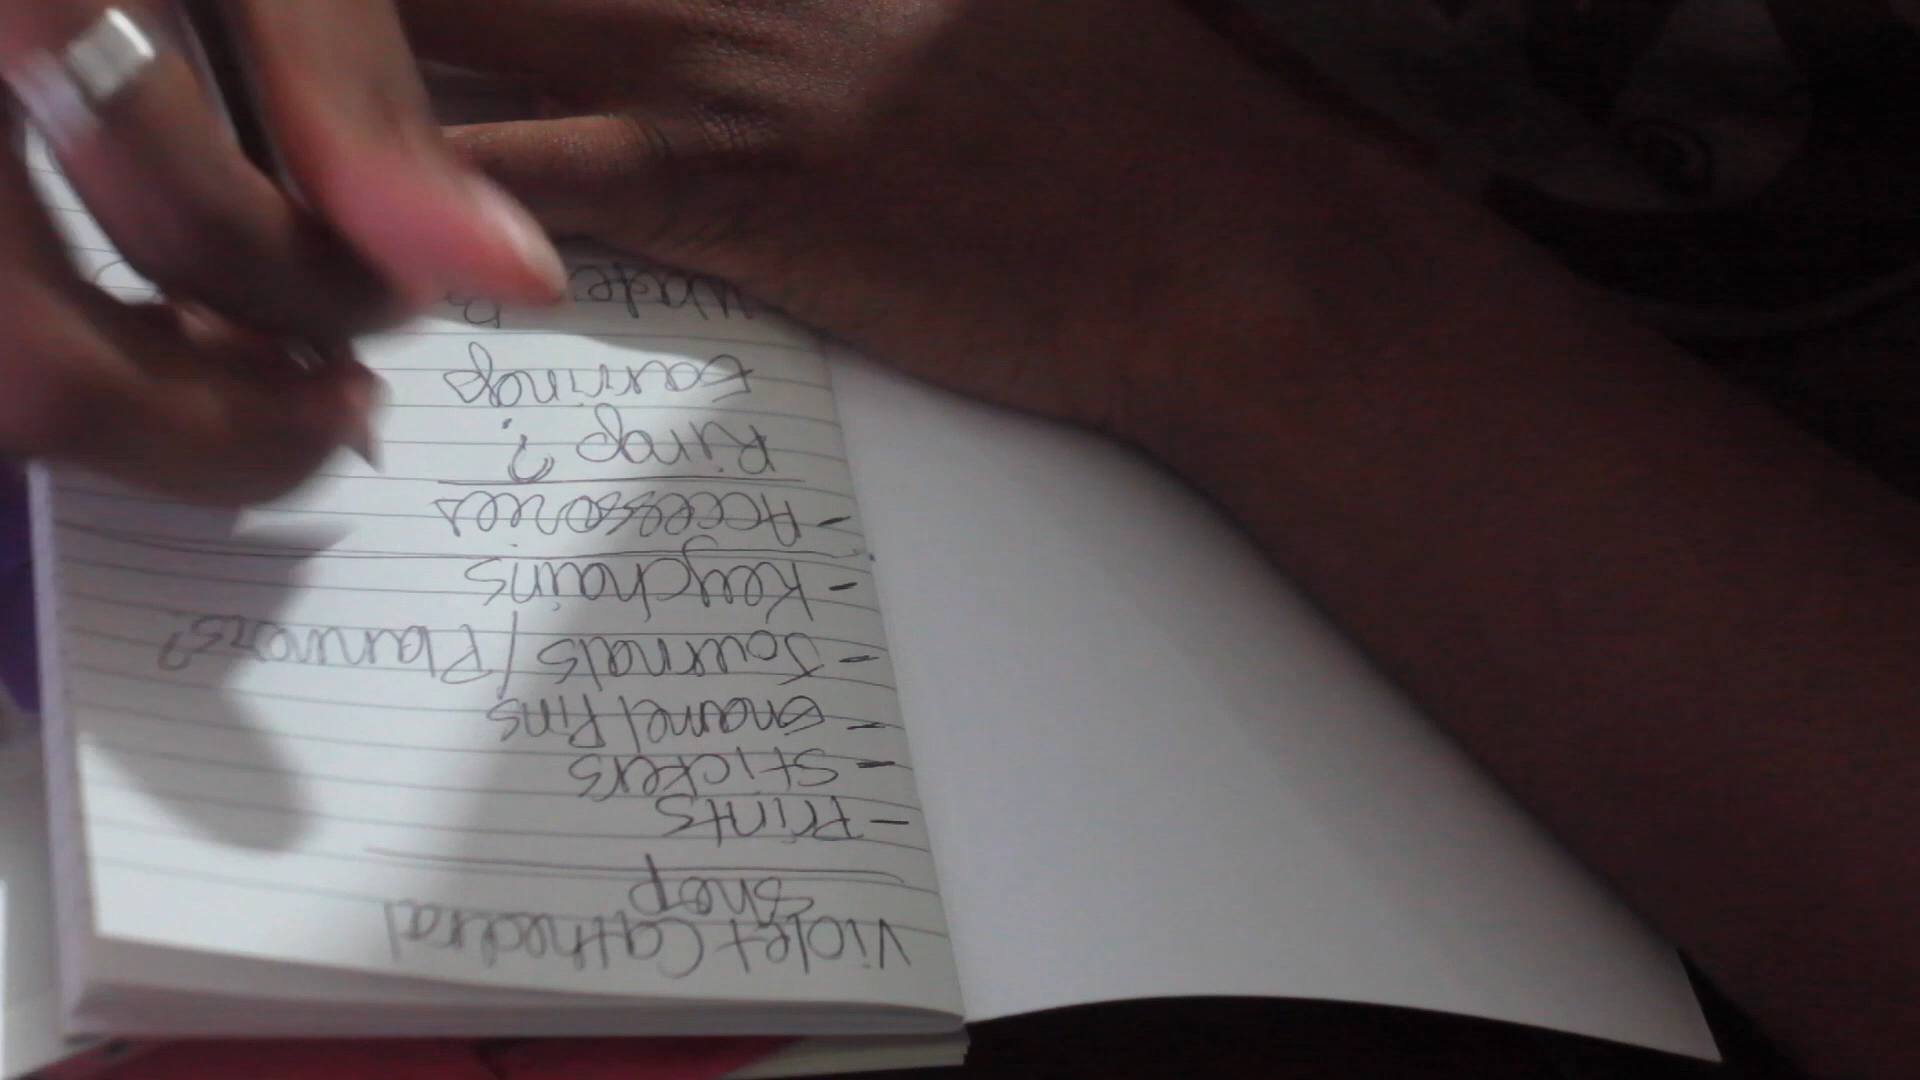 Violet Cathedral
Shop
- Prints
- Stickers
- Enamel Pins
- Journals / Planners?
- Keychains
- Accessories
Rings?
Earrings